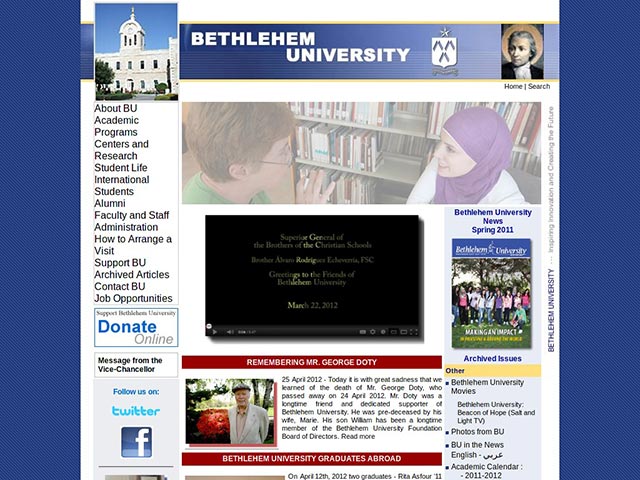 BETHLEHEM
UNIVERSITY
Home | Search
About BU
Academic
Programs
Centers and
Research
Student Life
International
Students
Alumni
Faculty and Staff
Administration
How to Arrange a
Visit
Support BU
Archived Articles
Contact BU
Job Opportunities
Support Bethlehem University
Donate
Online
Message from the
Vice-Chancellor
Follow us on:
twitter
Superior General of
the Brothers of the Christian Schools
Brother Álvaro Rodrigues Echeverria, FSC
Greetings to the Friends of
Bethlehem University
March 22, 2012
REMEMBERING MR. GEORGE DOTY
25 April 2012 - Today it is with great sadness that we
learned of the death of Mr. George Doty, who
passed away on 24 April 2012. Mr. Doty was a
longtime friend and dedicated supporter of
Bethlehem University. He was pre-deceased by his
wife, Marie. His son William has been a longtime
member of the Bethlehem University Foundation
Board of Directors. Read more
BETHLEHEM UNIVERSITY GRADUATES ABROAD
On April 12th, 2012 two graduates - Rita Asfour '11
Bethlehem University
News
Spring 2011
Bethlehem University
MAKING AN IMPACT
IN PALESTINE & AROUND THE WORLD
Archived Issues
Other
Bethlehem University
Movies
Bethlehem University:
Beacon of Hope (Salt and
Light TV)
Photos from BU
BU in the News
English - عربي
Academic Calendar :
- 2011-2012
BETHLEHEM UNIVERSITY --- Inspiring Innovation and Creating the Future